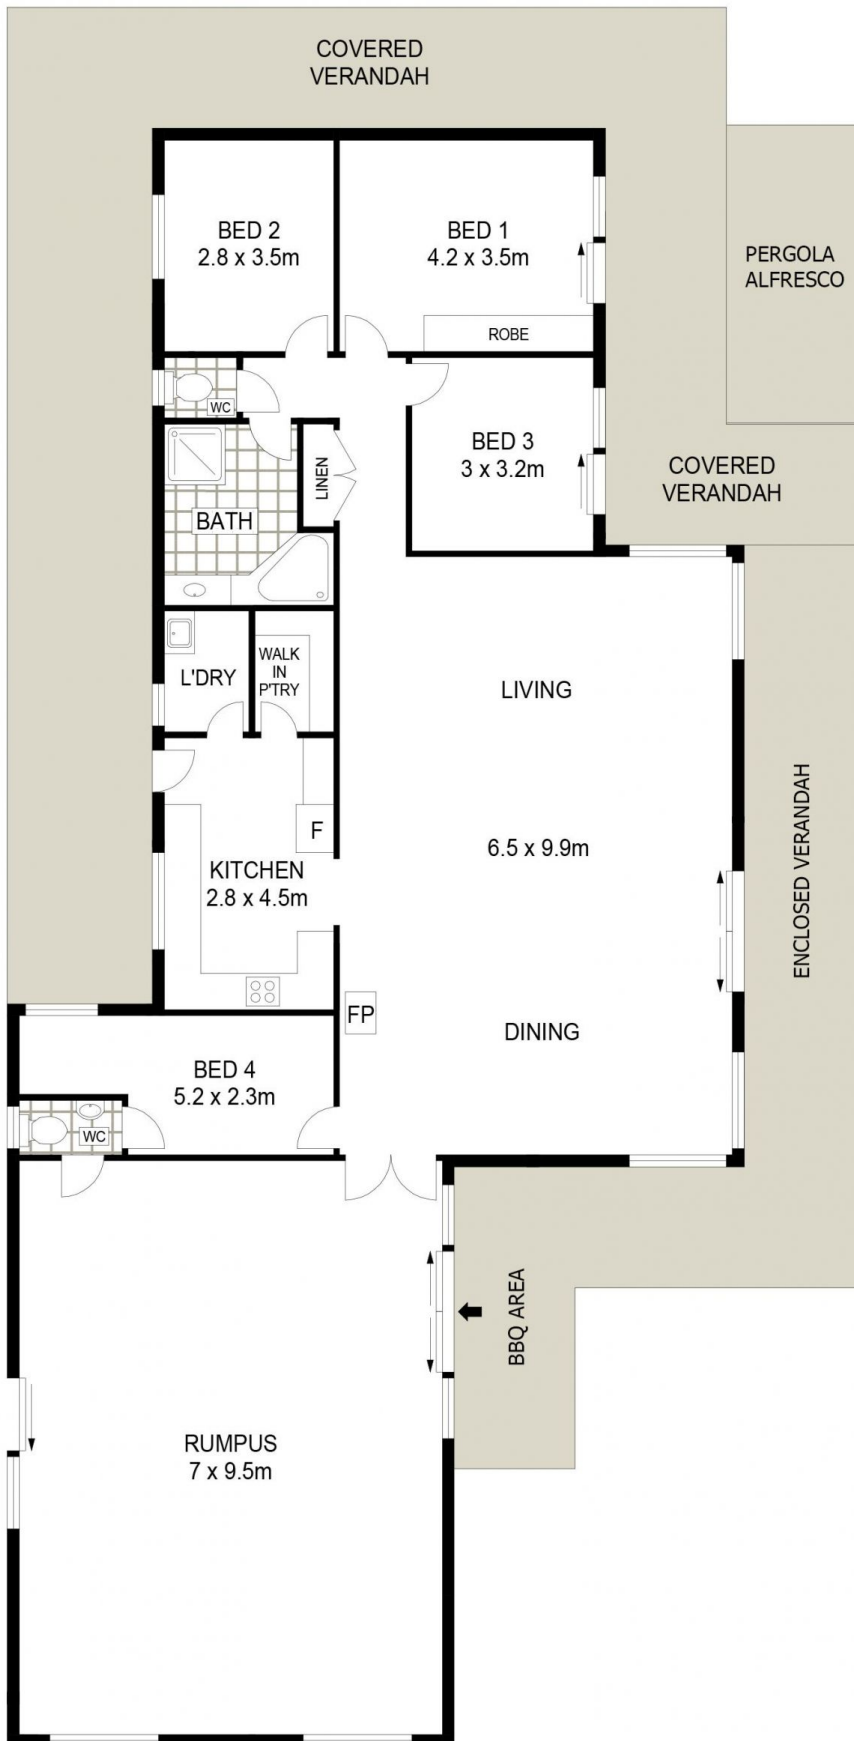 COVERED
VERANDAH
BED 2
2.8 x 3.5m
BED 1
4.2 x 3.5m
ROBE
PERGOLA
ALFRESCO
WC
BED 3
3 x 3.2m
LINEN
COVERED
VERANDAH
BATH
L'DRY
WALK
IN
P'TRY
LIVING
F
KITCHEN
2.8 x 4.5m
6.5 x 9.9m
ENCLOSED VERANDAH
FP
DINING
BED 4
5.2 x 2.3m
WC
BBQ AREA
RUMPUS
7 x 9.5m